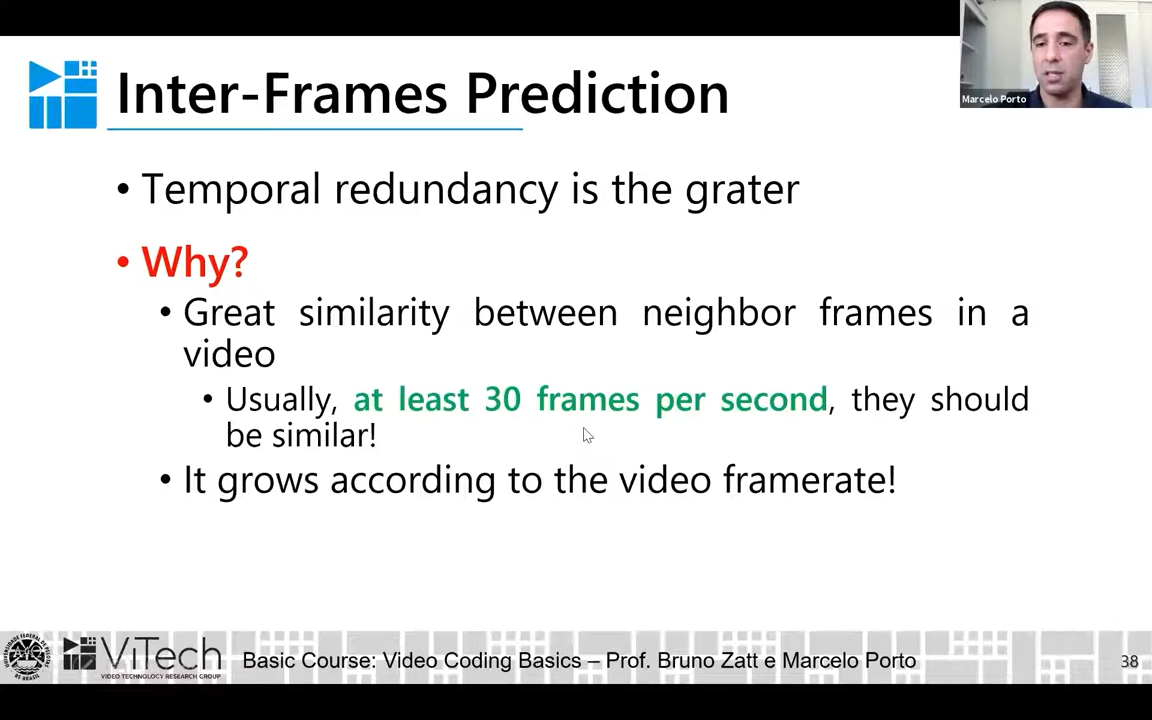 Marcelo Porto
Inter-Frames Prediction
• Temporal redundancy is the grater
• Why?
• Great similarity between neighbor frames in a
video
• Usually, at least 30 frames per second, they should
be similar!
• It grows according to the video framerate!
ViTech
VIDEO TECHNOLOGY RESEARCH GROUP
Basic Course: Video Coding Basics – Prof. Bruno Zatt e Marcelo Porto
38